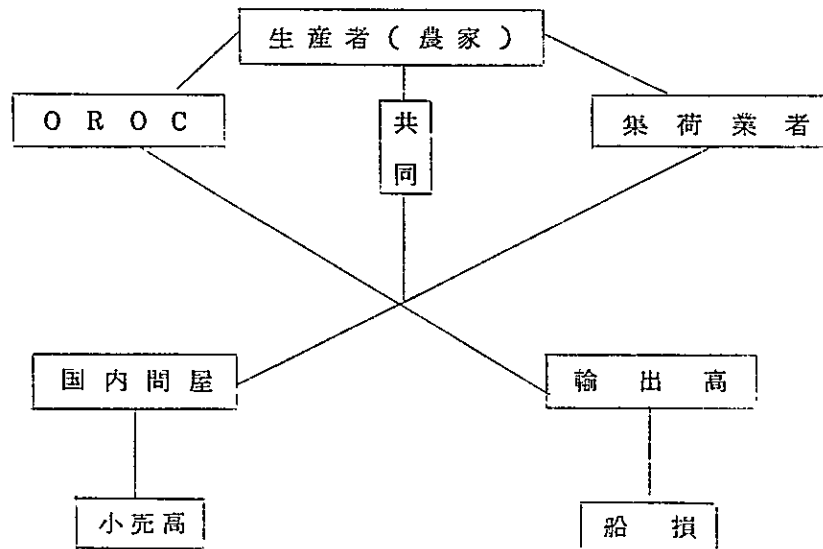 生産者(農家)
OROC
共同
集荷業者
国内問屋
輸出高
小売高
船損